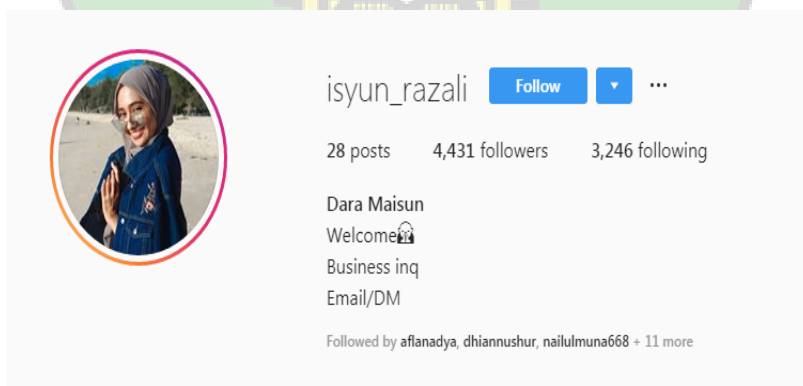 isyun_razali Follow
28 posts 4,431 followers 3,246 following
Dara Maisun
Welcome
Business inq
Email/DM
Followed by aflanadya, dhiannushur, nailulmuna668 + 11 more